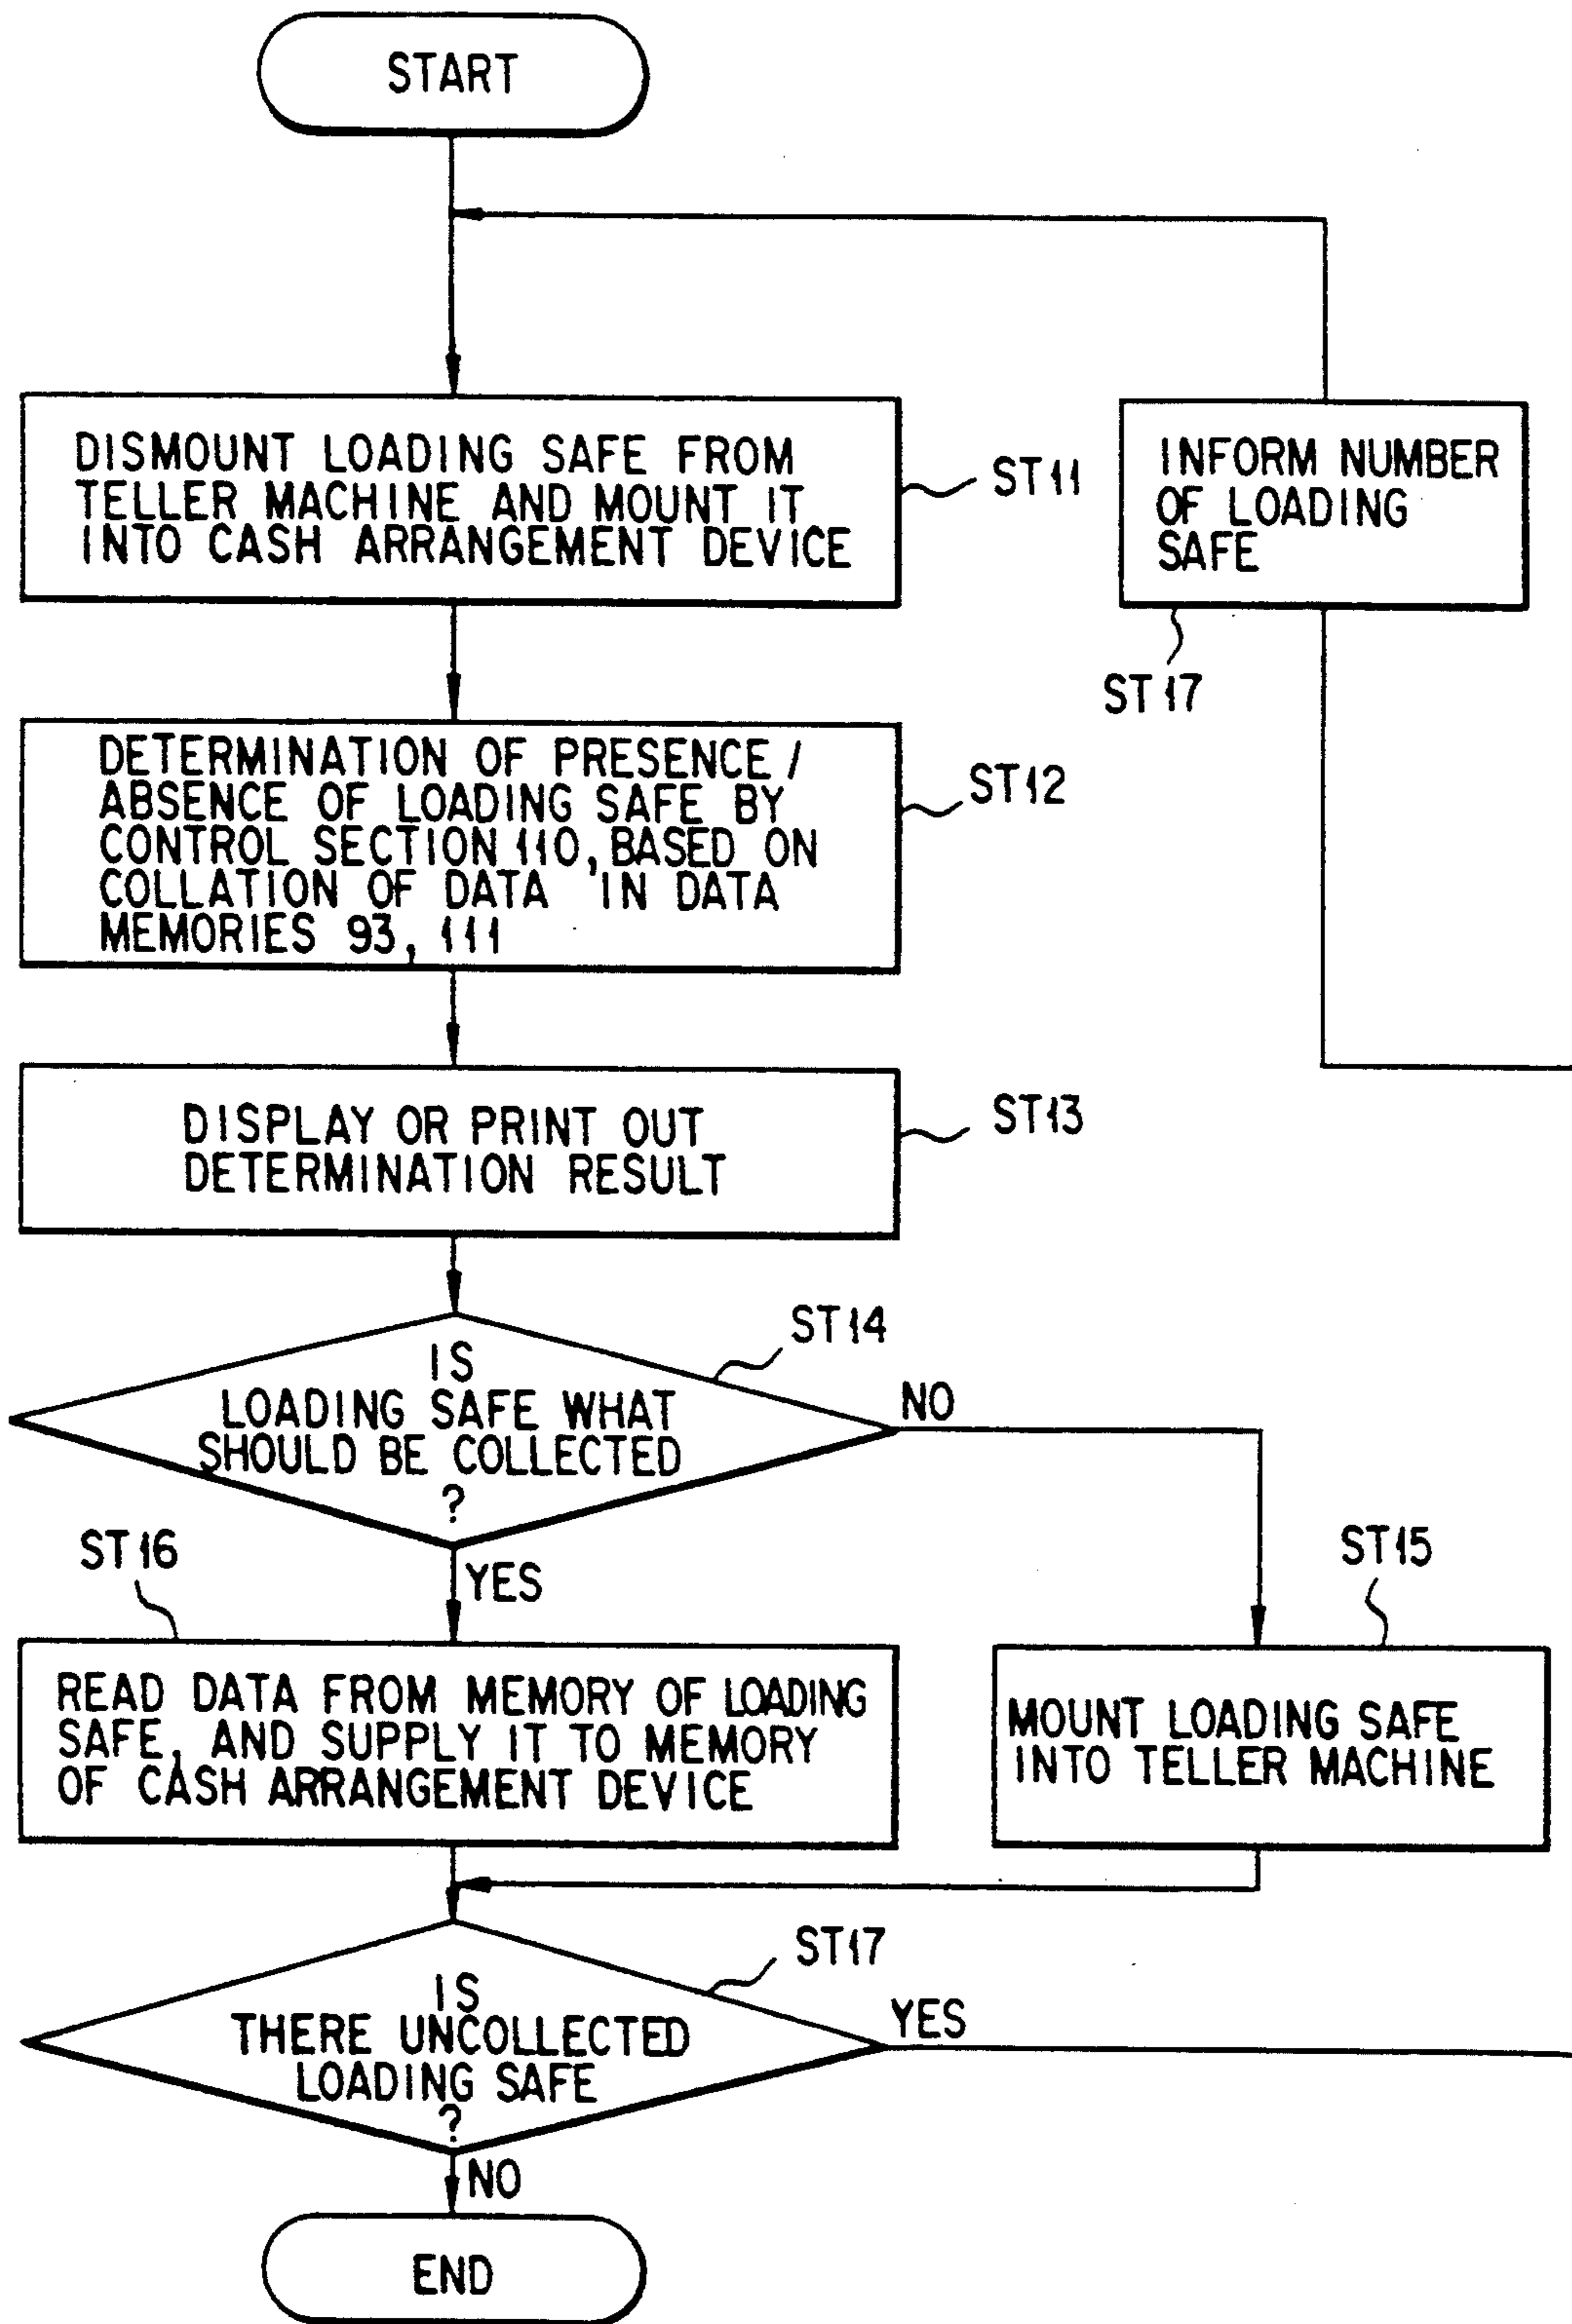 START
DISMOUNT LOADING SAFE FROM
TELLER MACHINE AND MOUNT IT
INTO CASH ARRANGEMENT DEVICE
ST11
INFORM NUMBER
OF LOADING
SAFE
ST17
DETERMINATION OF PRESENCE /
ABSENCE OF LOADING SAFE BY
CONTROL SECTION 110, BASED ON
COLLATION OF DATA IN DATA
MEMORIES 93, 111
ST12
DISPLAY OR PRINT OUT
DETERMINATION RESULT
ST13
IS
LOADING SAFE WHAT
SHOULD BE COLLECTED
?
ST14
NO
YES
ST16
READ DATA FROM MEMORY OF LOADING
SAFE, AND SUPPLY IT TO MEMORY
OF CASH ARRANGEMENT DEVICE
ST15
MOUNT LOADING SAFE
INTO TELLER MACHINE
IS
THERE UNCOLLECTED
LOADING SAFE
?
ST17
YES
NO
END